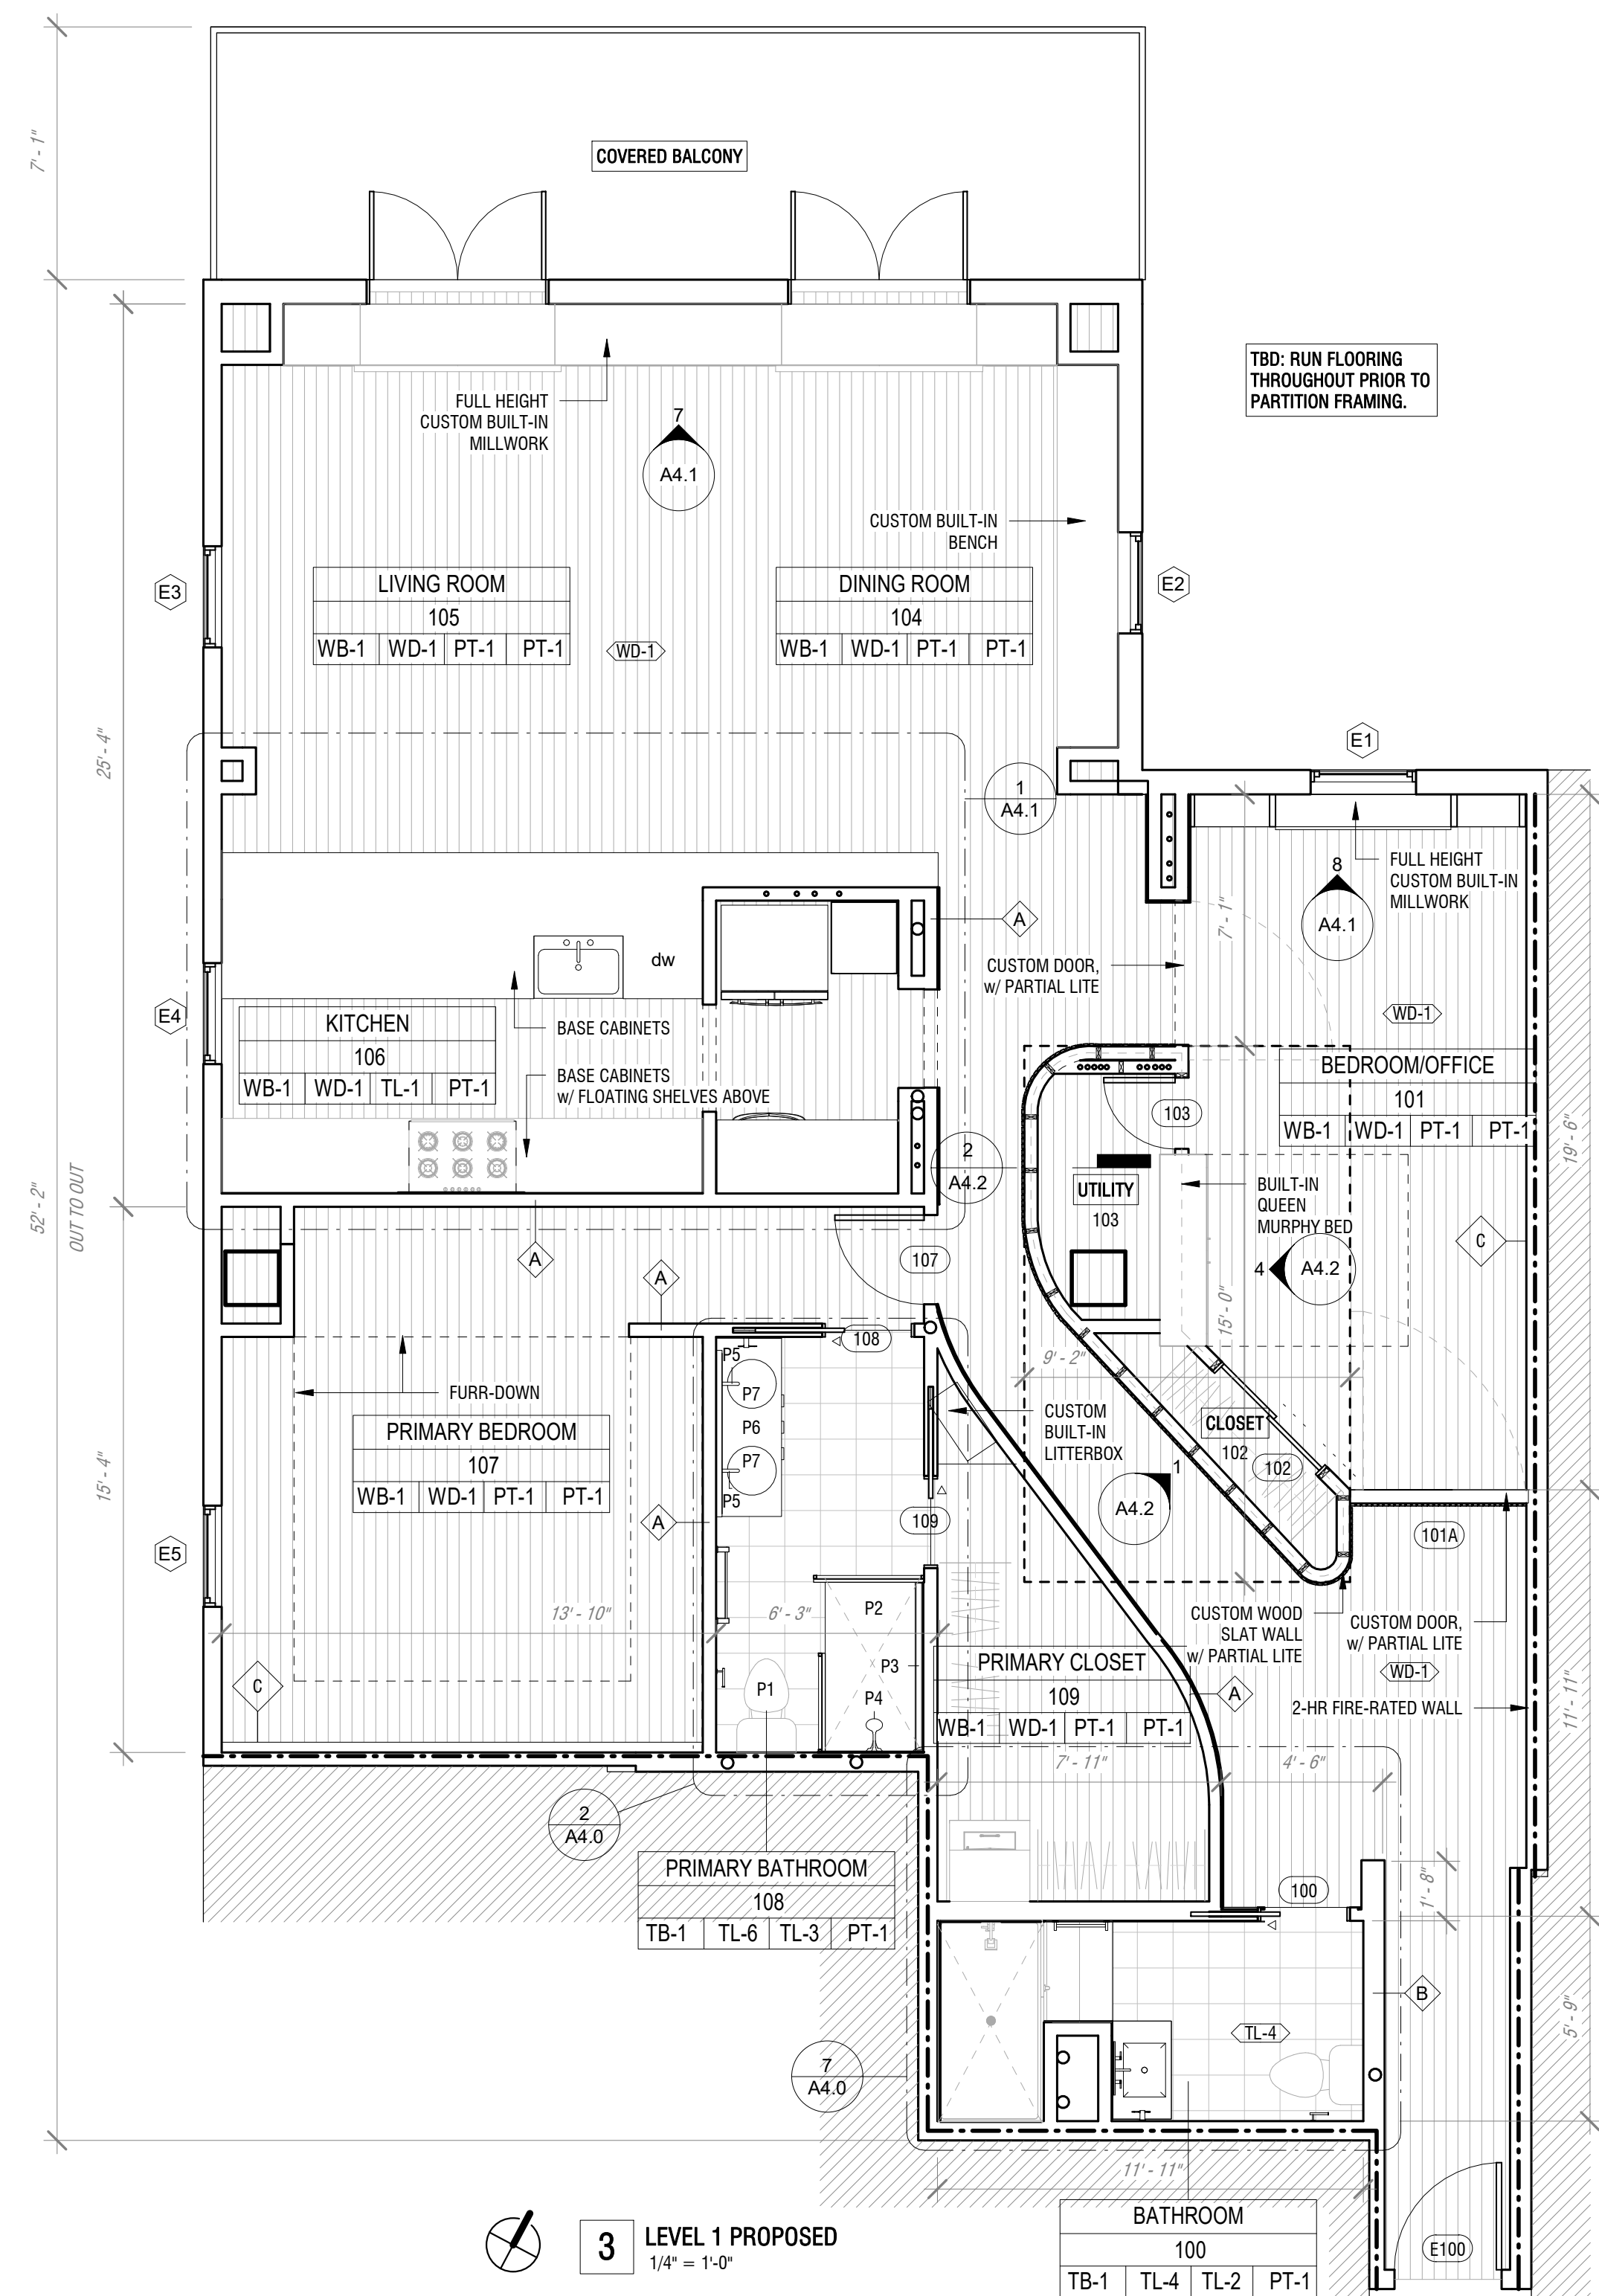 7' - 1"
COVERED BALCONY
TBD: RUN FLOORING
THROUGHOUT PRIOR TO
PARTITION FRAMING.
FULL HEIGHT
CUSTOM BUILT-IN
MILLWORK
7
A4.1
CUSTOM BUILT-IN
BENCH
E3
LIVING ROOM
105
WB-1 WD-1 PT-1 PT-1
WD-1
DINING ROOM
104
WB-1 WD-1 PT-1 PT-1
E2
25' - 4"
E1
1
A4.1
FULL HEIGHT
CUSTOM BUILT-IN
MILLWORK
8
A4.1
7' - 1"
A
dw
CUSTOM DOOR,
w/ PARTIAL LITE
WD-1
E4
KITCHEN
106
WB-1 WD-1 TL-1 PT-1
BASE CABINETS
BASE CABINETS
w/ FLOATING SHELVES ABOVE
BEDROOM/OFFICE
101
WB-1 WD-1 PT-1 PT-1
103
19' - 6"
2
A4.2
UTILITY
103
BUILT-IN
QUEEN
MURPHY BED
52' - 2"
OUT TO OUT
C
A
A
107
4
A4.2
15' - 0"
108
9' - 2"
P5
P7
P6
P7
P5
FURR-DOWN
PRIMARY BEDROOM
107
WB-1 WD-1 PT-1 PT-1
CUSTOM
BUILT-IN
LITTERBOX
CLOSET
102
102
15' - 4"
1
A4.2
A
109
101A
E5
13' - 10"
6' - 3"
P2
P3
P1
P4
CUSTOM WOOD
SLAT WALL
w/ PARTIAL LITE
CUSTOM DOOR,
w/ PARTIAL LITE
WD-1
PRIMARY CLOSET
109
WB-1 WD-1 PT-1 PT-1
A
C
2-HR FIRE-RATED WALL
11' - 11"
7' - 11"
4' - 6"
2
A4.0
PRIMARY BATHROOM
108
TB-1 TL-6 TL-3 PT-1
100
1' - 8"
B
TL-4
5' - 9"
7
A4.0
11' - 11"
BATHROOM
100
TB-1 TL-4 TL-2 PT-1
E100
3
LEVEL 1 PROPOSED
1/4" = 1'-0"